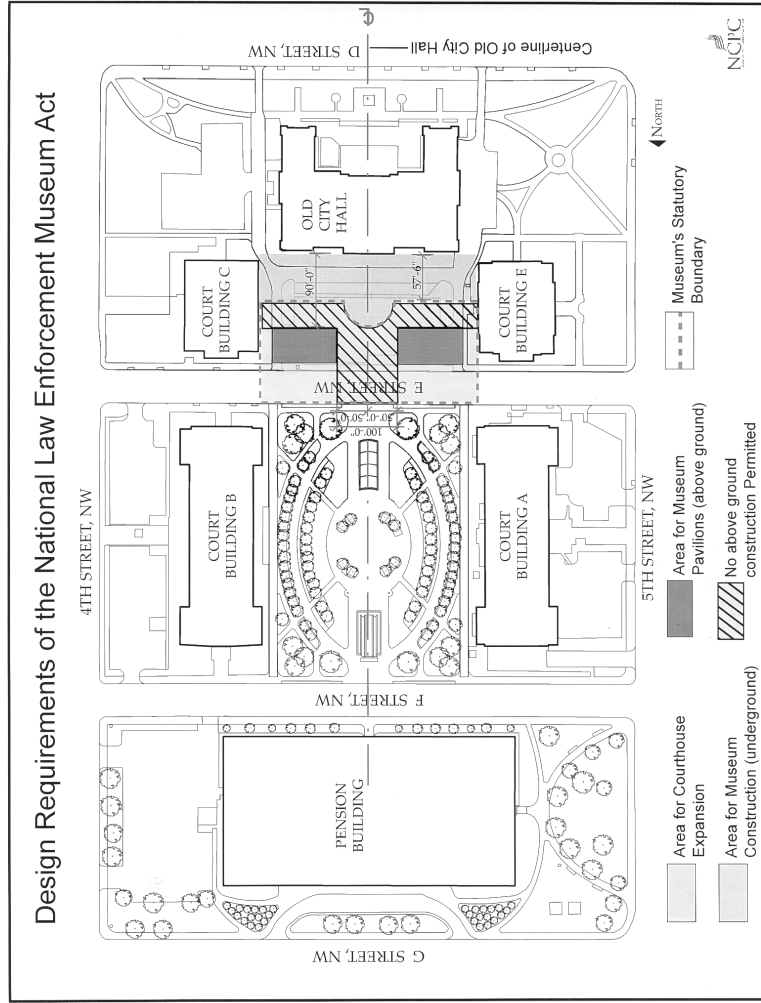 Design Requirements of the National Law Enforcement Museum Act
4TH STREET, NW
COURT
BUILDING B
COURT
BUILDING C
G STREET, NW
PENSION
BUILDING
F STREET, NW
E STREET, NW
100'-0"
50'-0"
50'-0"
90'-0"
57'-6"
OLD
CITY
HALL
D STREET, NW
Centerline of Old City Hall
COURT
BUILDING A
COURT
BUILDING E
5TH STREET, NW
NORTH
Area for Courthouse
Expansion
Area for Museum
Construction (underground)
Area for Museum
Pavilions (above ground)
No above ground
construction Permitted
Museum's Statutory
Boundary
NCPC